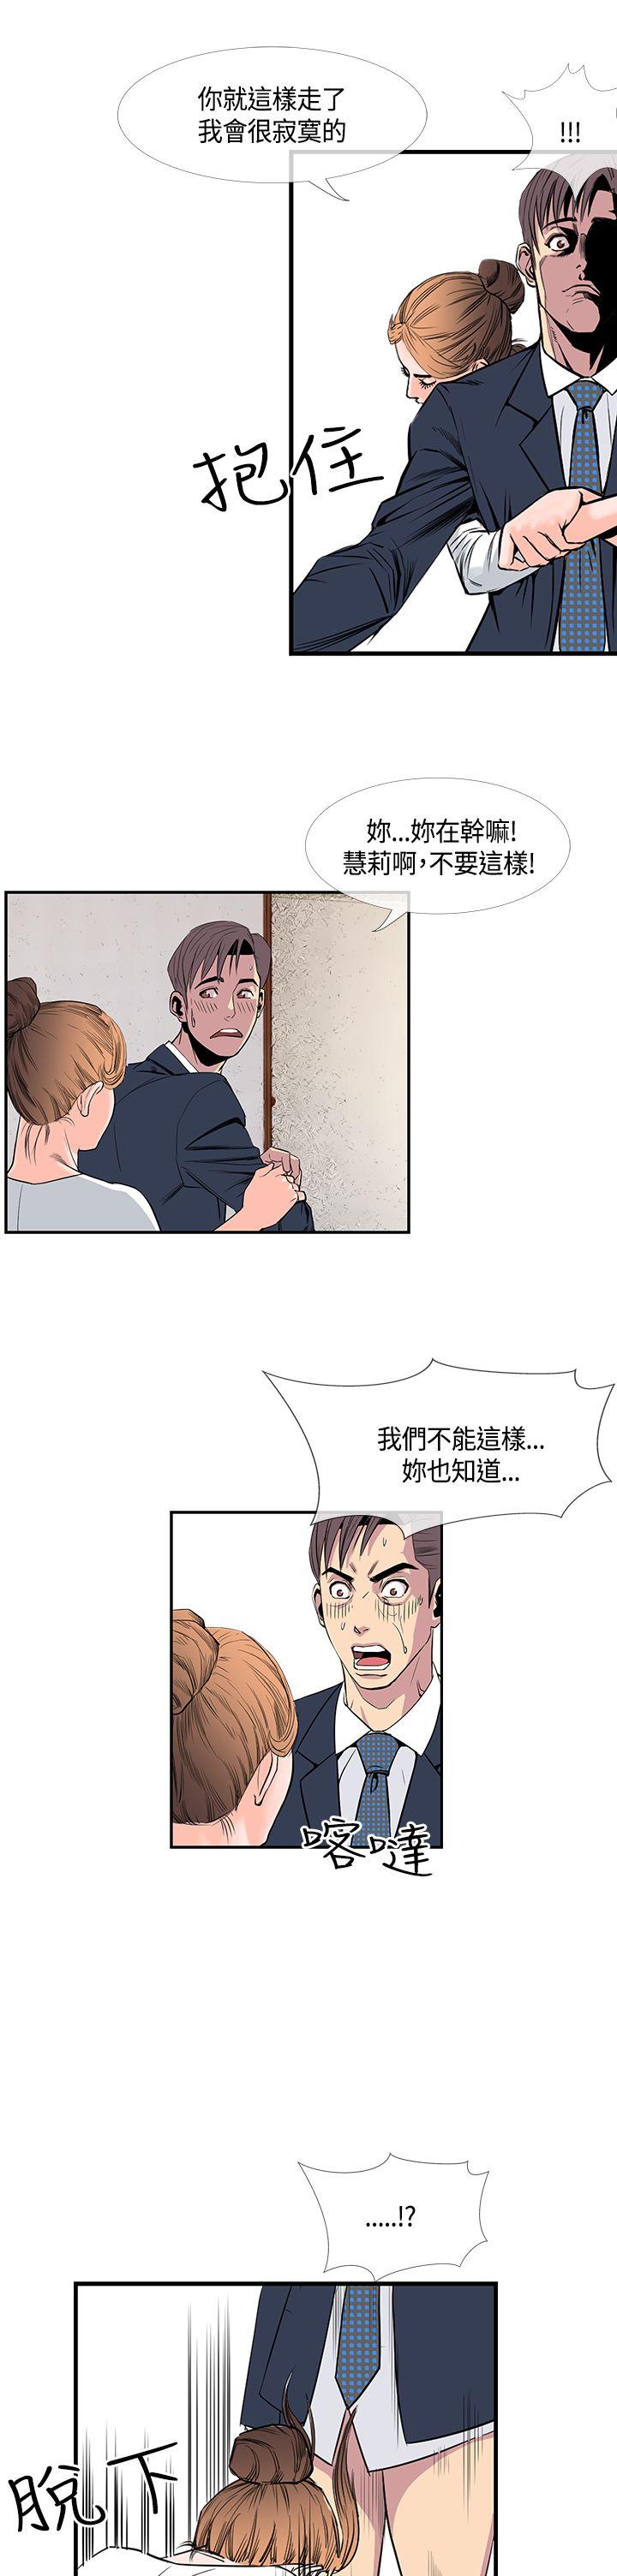 你就這樣走了
我會很寂寞的
!!!
抱住
妳...妳在幹嘛!
慧莉啊,不要這樣!
我們不能這樣...
妳也知道...
喀噠
.....!?
脫下